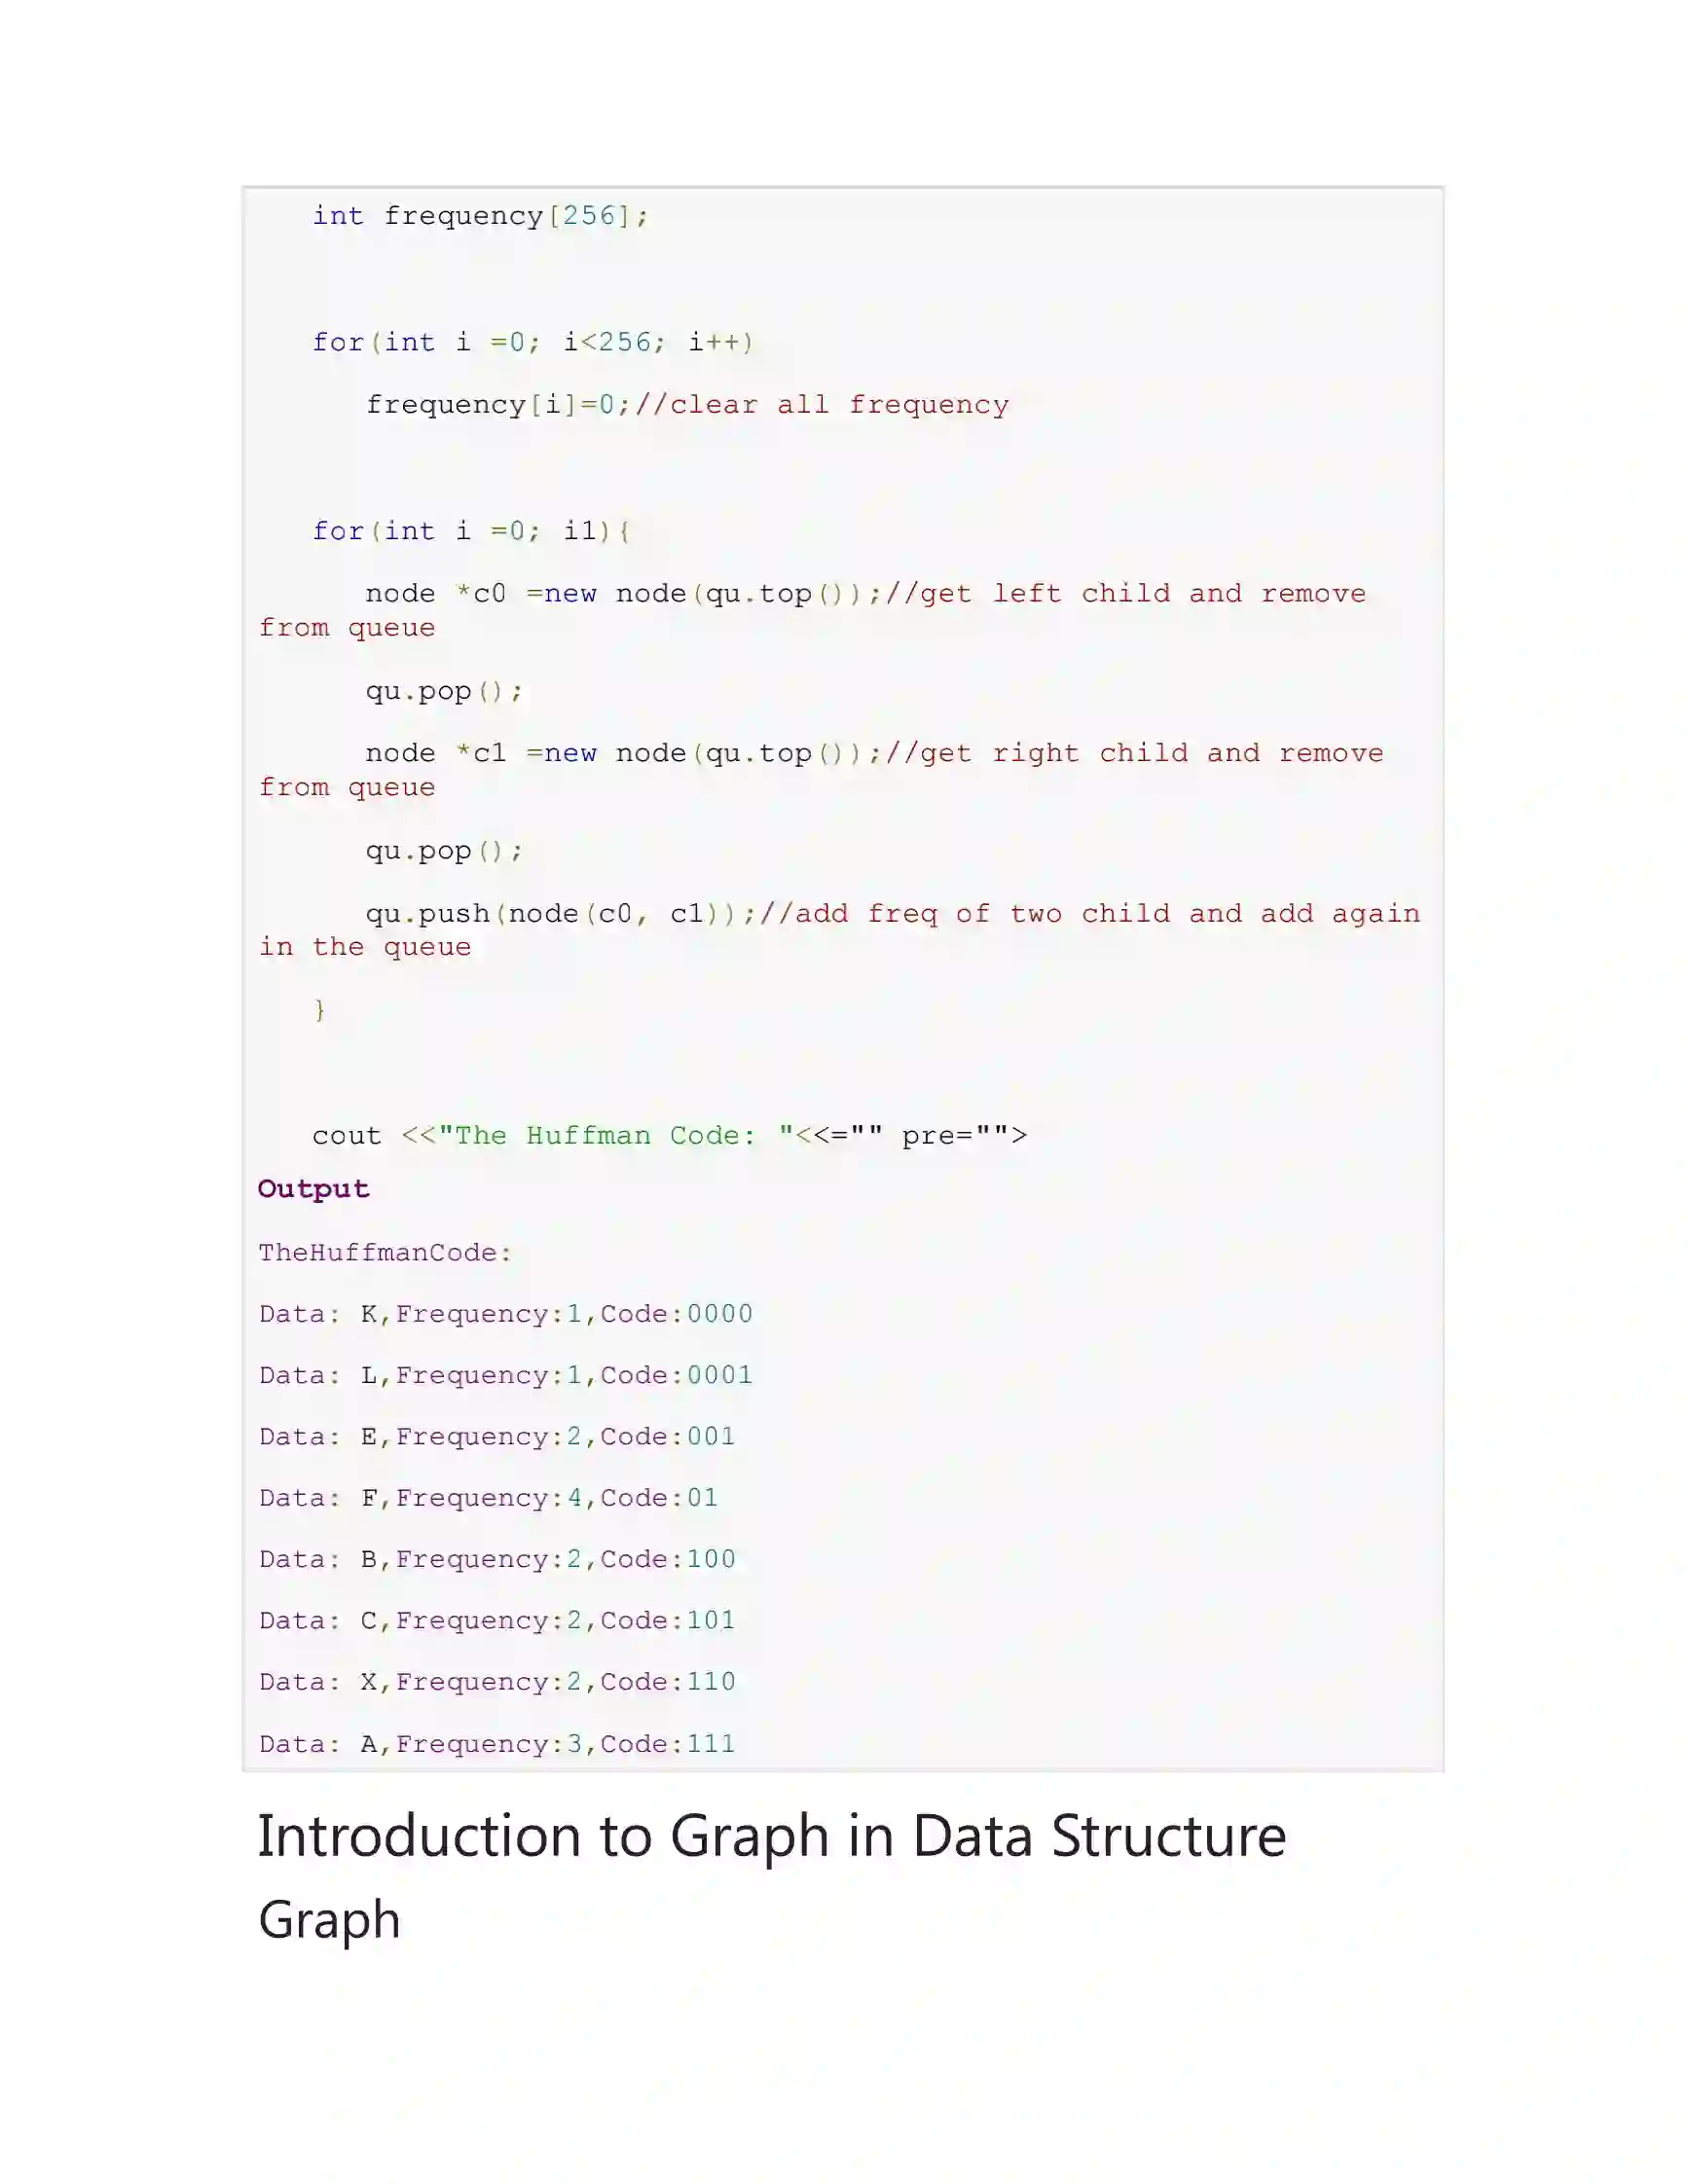 int frequency[256];
for(int i =0; i<256; i++)
frequency[i]=0;//clear all frequency
for(int i =0; i1){
node *c0 =new node(qu.top());//get left child and remove
from queue
qu.pop();
node *c1 =new node(qu.top());//get right child and remove
from queue
qu.pop();
qu.push(node(c0, c1));//add freq of two child and add again
in the queue
}
cout <<"The Huffman Code: "<<="" pre="">
Output
TheHuffmanCode:
Data: K,Frequency:1,Code:0000
Data: L,Frequency:1,Code:0001
Data: E,Frequency:2,Code:001
Data: F,Frequency:4,Code:01
Data: B,Frequency:2,Code:100
Data: C,Frequency:2,Code:101
Data: X,Frequency:2,Code:110
Data: A,Frequency:3,Code:111
Introduction to Graph in Data Structure
Graph